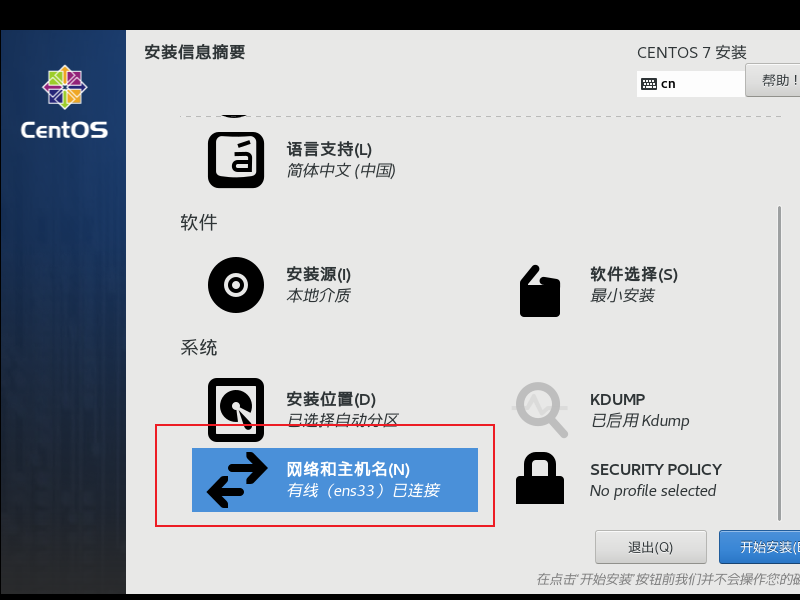 安装信息摘要
CENTOS 7 安装
cn
帮助！
CentOS
语言支持(L)
简体中文 (中国)
软件
安装源(I)
本地介质
软件选择(S)
最小安装
系统
安装位置(D)
已选择自动分区
KDUMP
已启用 Kdump
网络和主机名(N)
有线（ens33）已连接
SECURITY POLICY
No profile selected
退出(Q)
开始安装(
在点击'开始安装'按钮前我们并不会操作您的